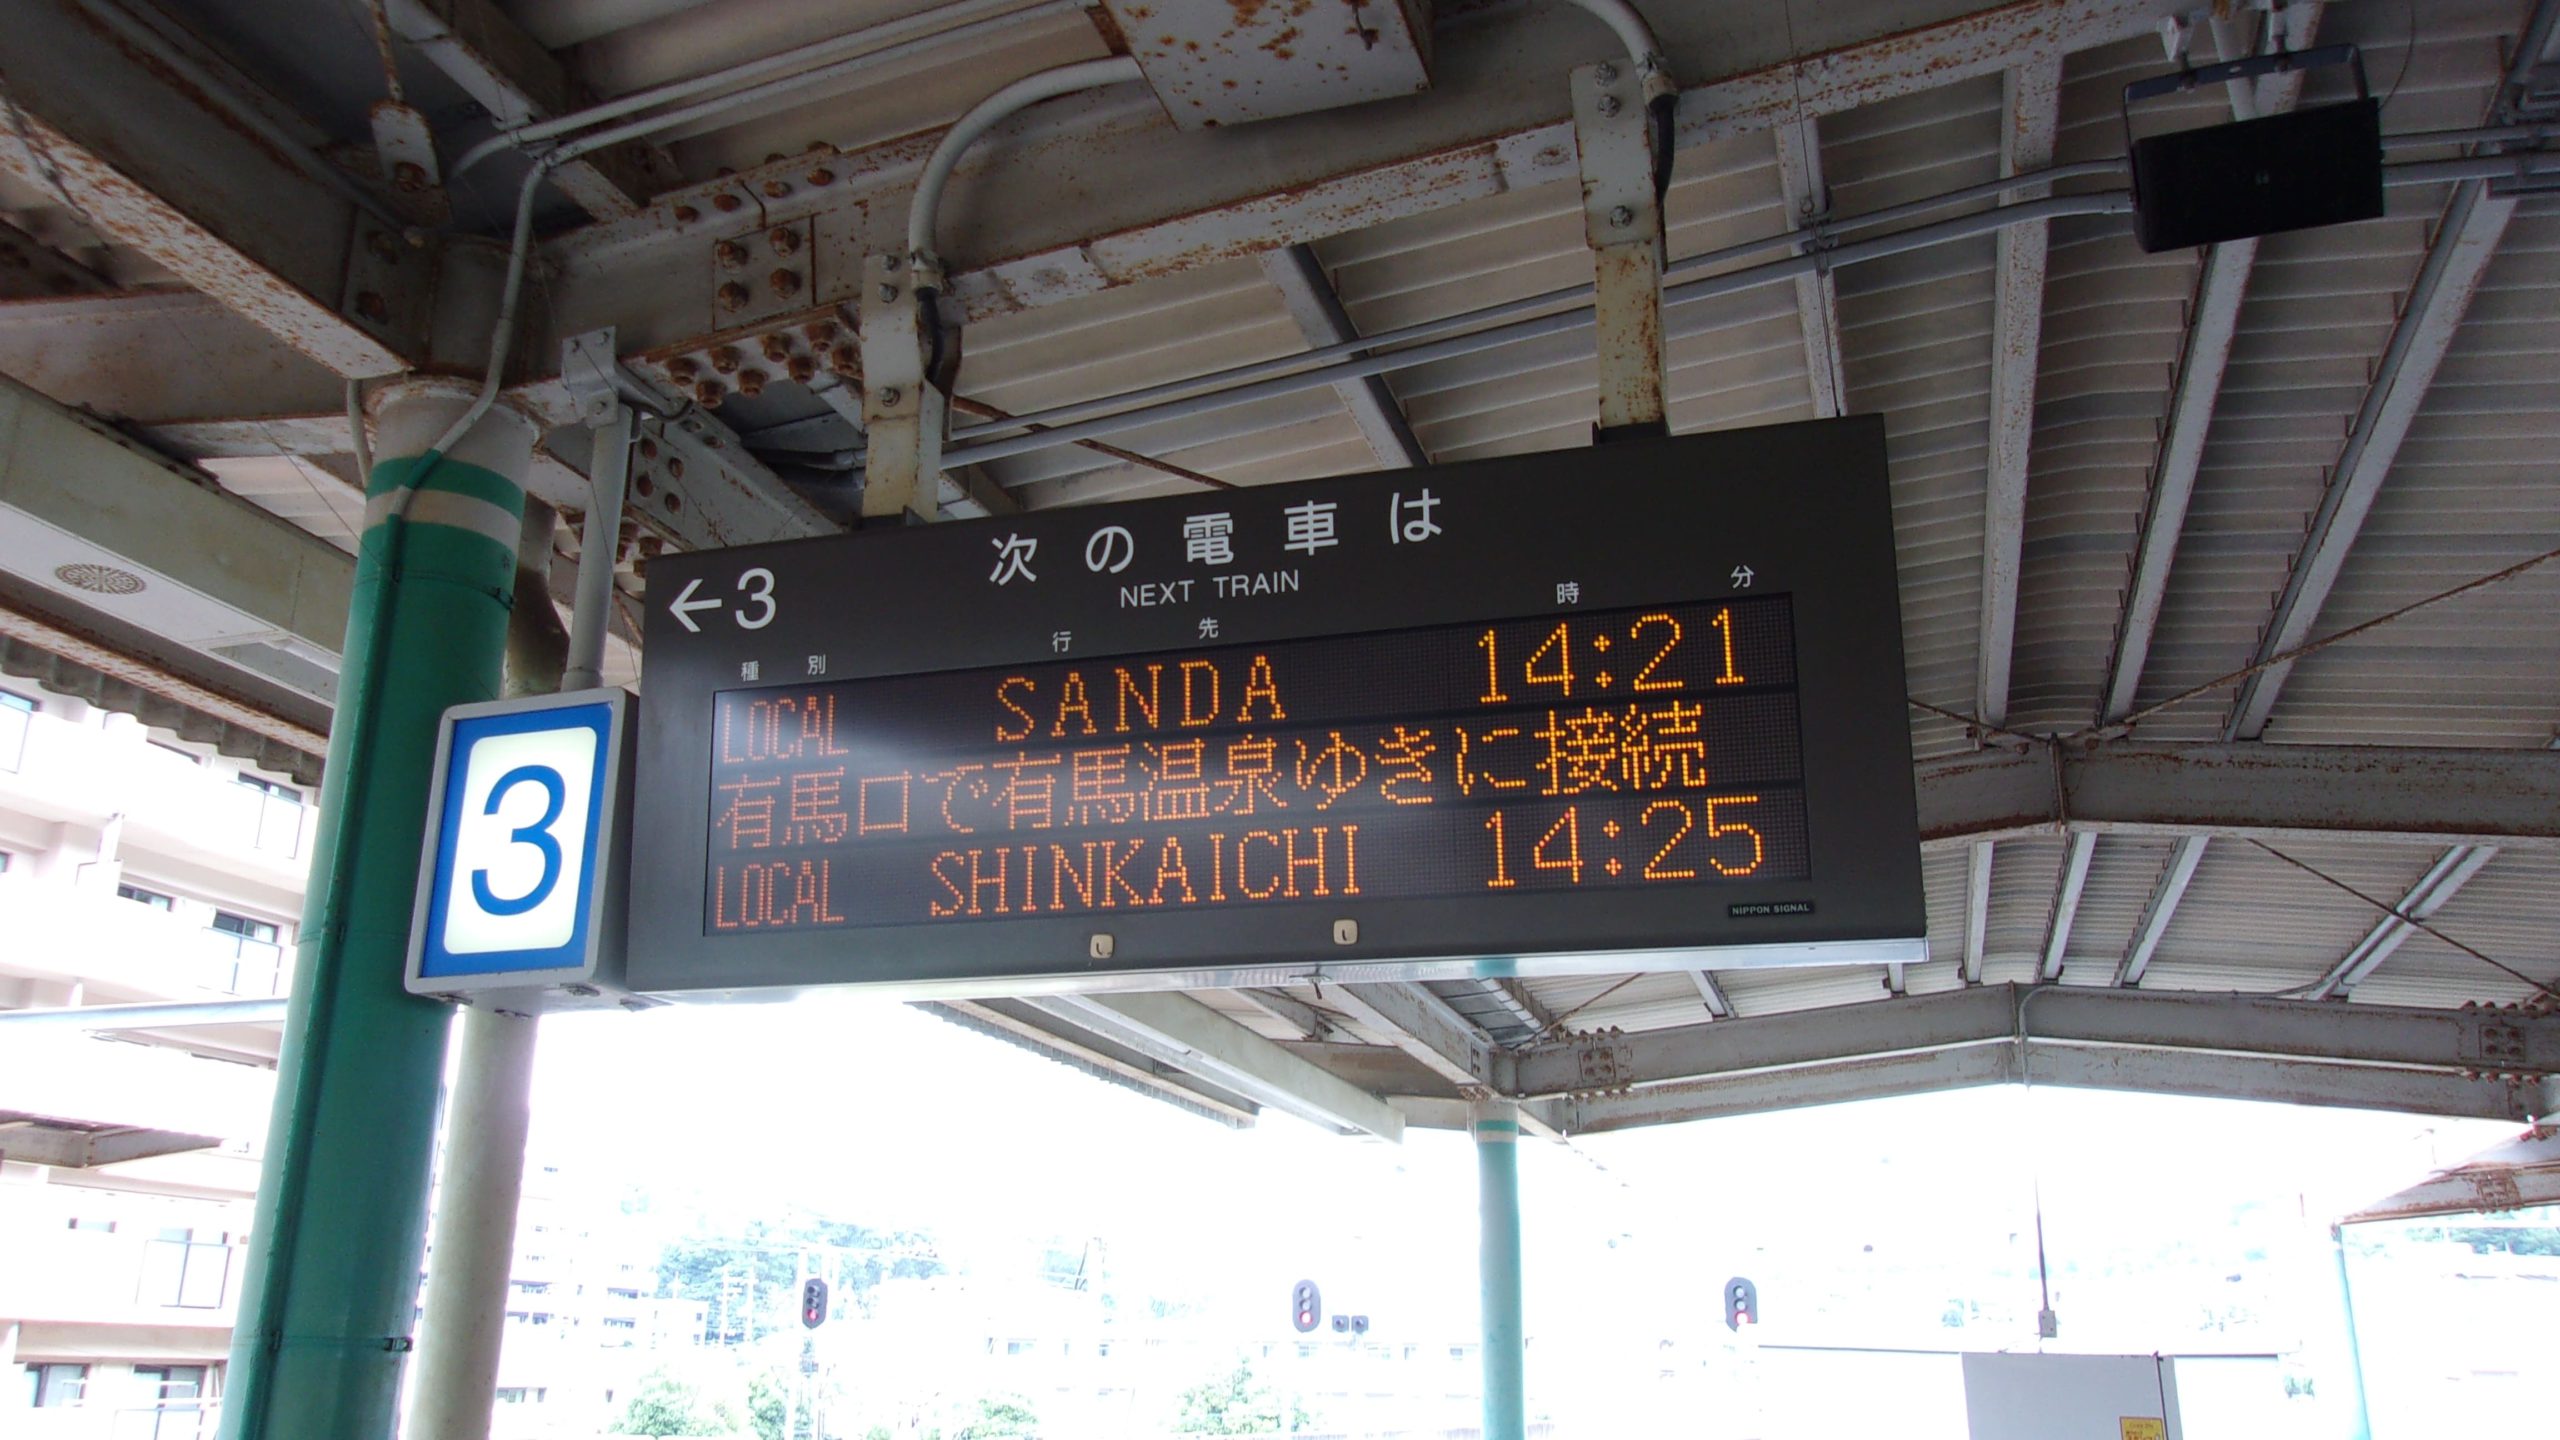 ←3
次の電車は
NEXT TRAIN
種別 行先 時 分
LOCAL SANDA 14:21
有馬口で有馬温泉ゆきに接続
LOCAL SHINKAICHI 14:25
NIPPON SIGNAL
3